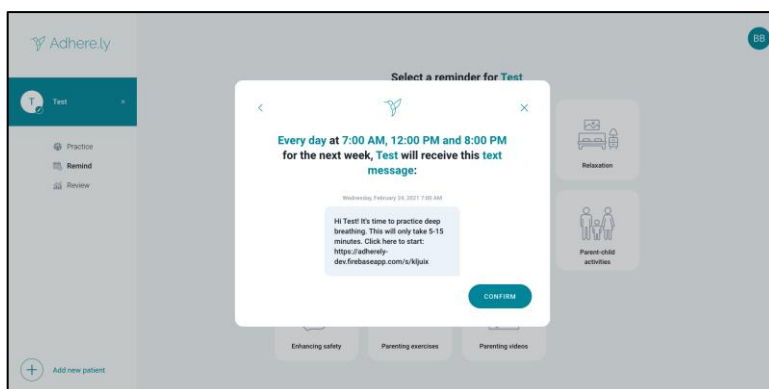 Adhere.ly
BB
Select a reminder for Test
T
Test
Practice
Remind
Review
Every day at 7:00 AM, 12:00 PM and 8:00 PM
for the next week, Test will receive this text
message:
Wednesday, February 24, 2021 7:00 AM
Hi Test! It's time to practice deep
breathing. This will only take 5-15
minutes. Click here to start:
https://adherely-
dev.firebaseapp.com/s/kljuix
CONFIRM
Relaxation
Parent-child
activities
Enhancing safety
Parenting exercises
Parenting videos
Add new patient